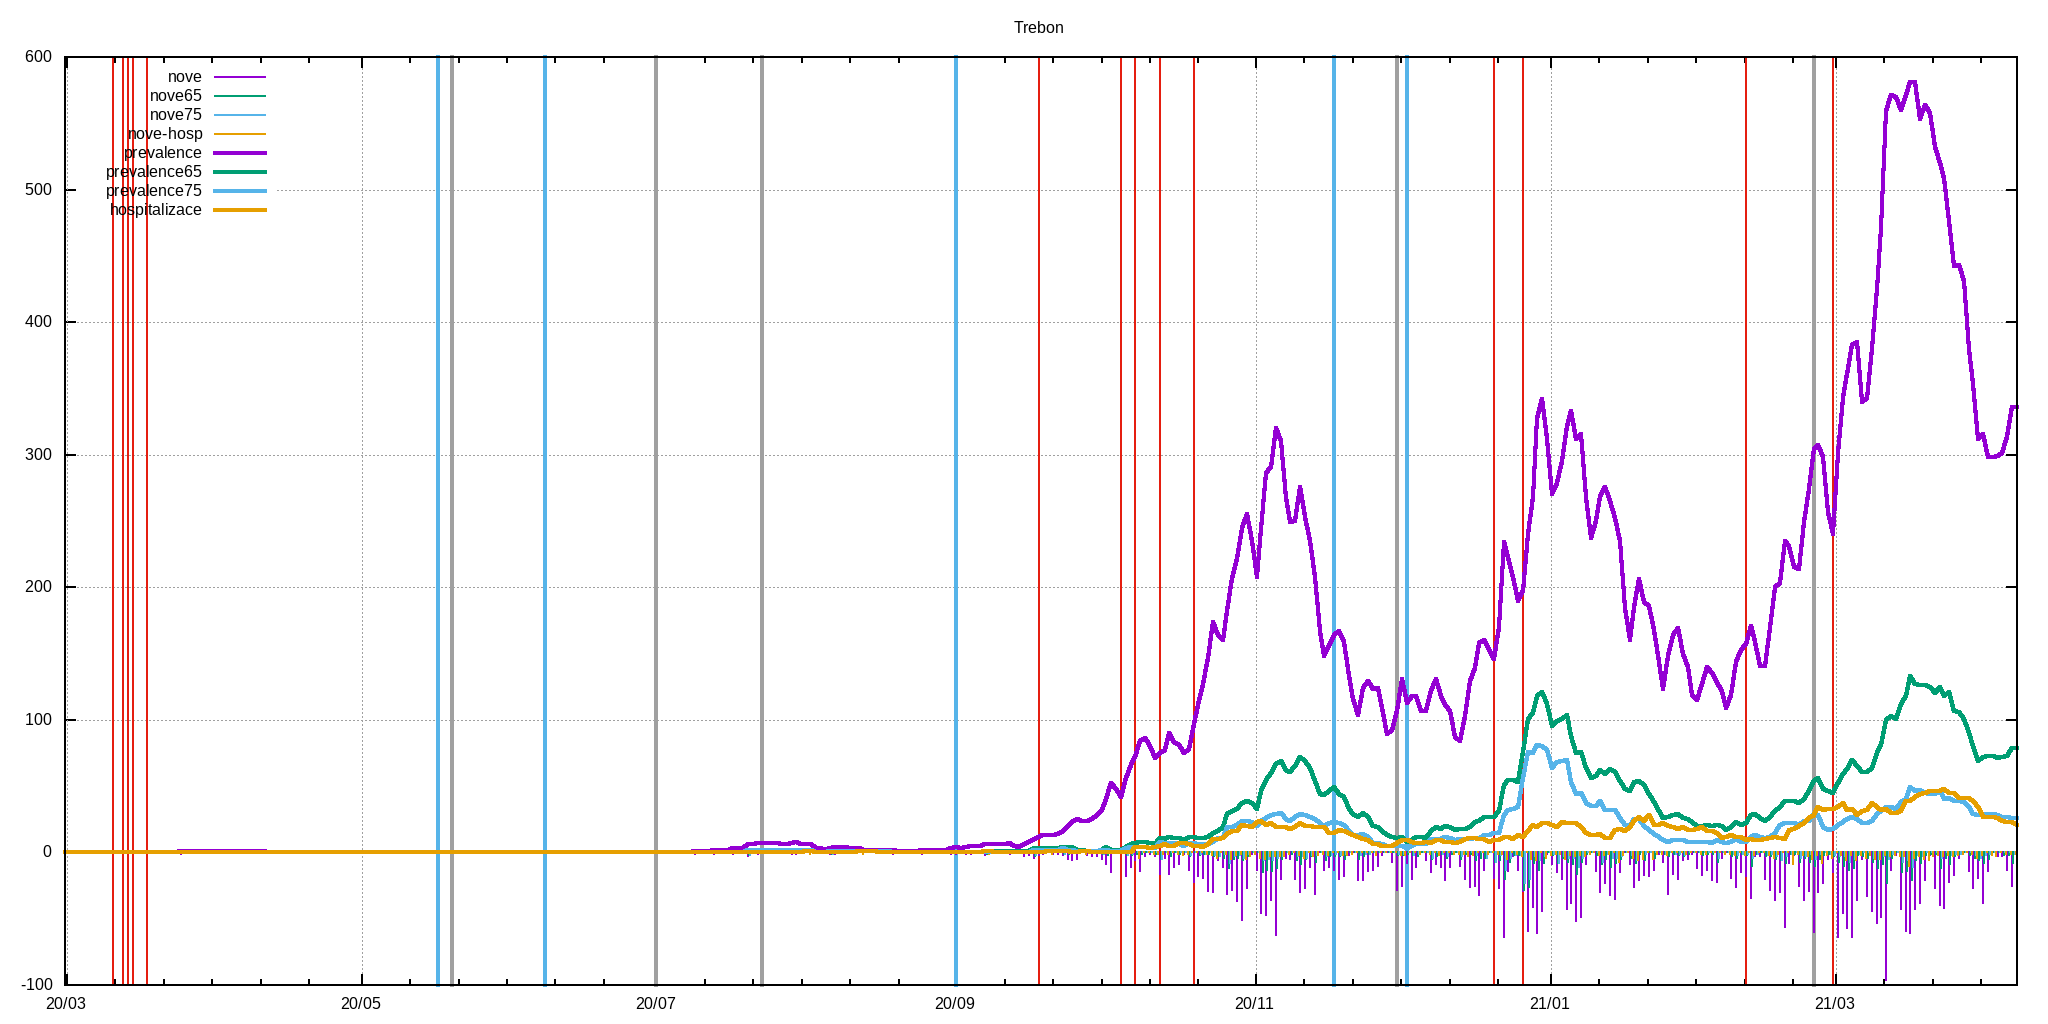 Trebon
600
nove
nove65
nove75
nove-hosp
prevalence
prevalence65
prevalence75
hospitalizace
500
400
300
200
100
0
-100
20/03 20/05 20/07 20/09 20/11 21/01 21/03